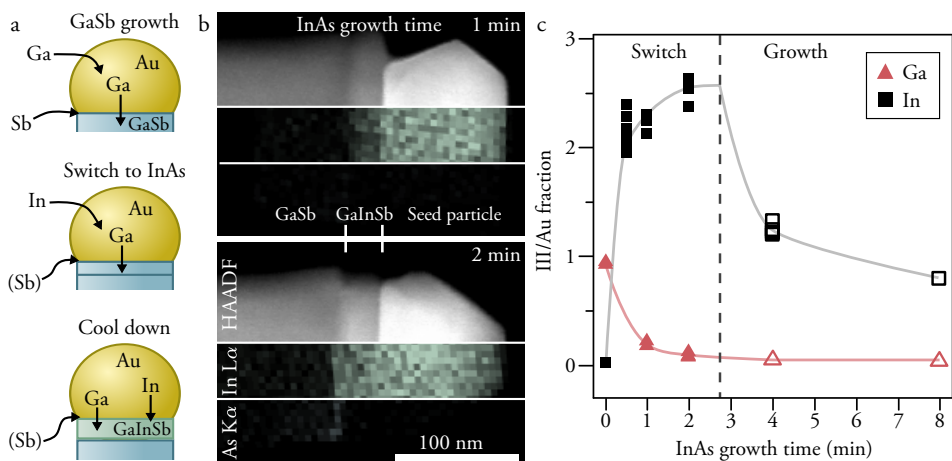 a
GaSb growth
Ga
Au
Ga
Sb
GaSb
Switch to InAs
In
Au
Ga
(Sb)
Cool down
Au
In
Ga
(Sb)
GaInSb
b
InAs growth time 1 min
GaSb GaInSb Seed particle
2 min
HAADF
In Lα
As Kα
100 nm
c
Switch Growth
Ga
In
III/Au fraction
3
2
1
0
0 1 2 3 4 5 6 7 8
InAs growth time (min)